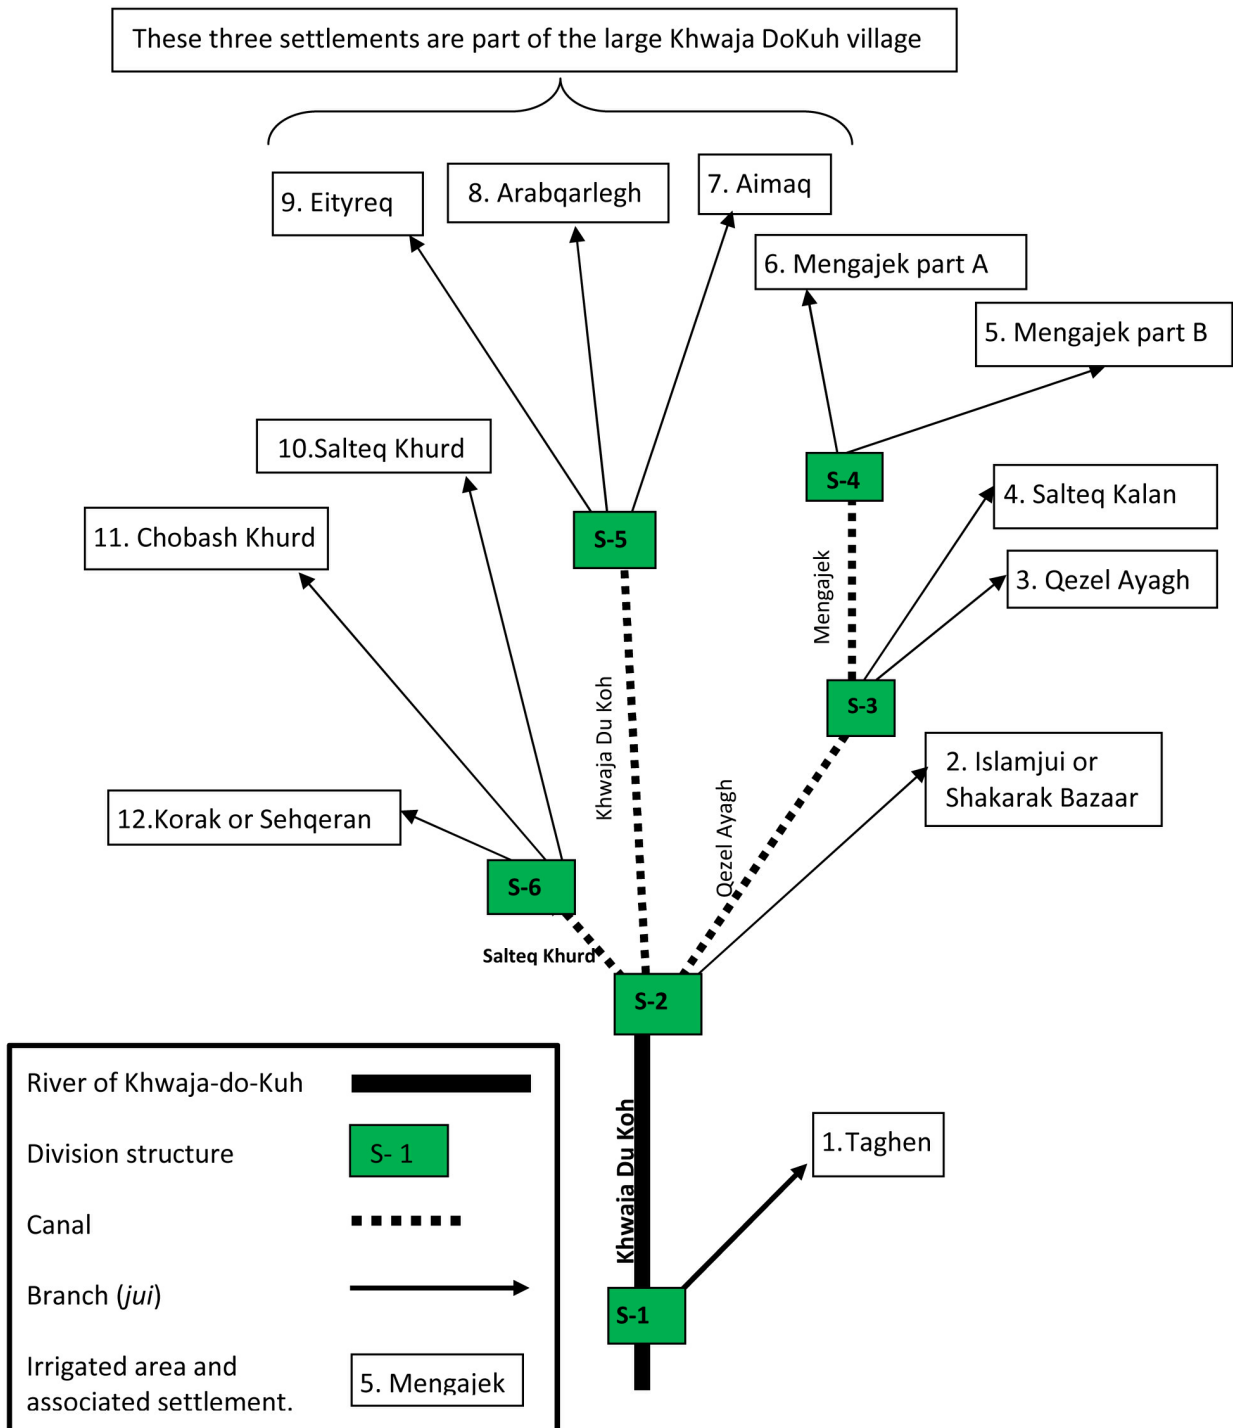 These three settlements are part of the large Khwaja DoKuh village
9. Eityreq
8. Arabqarlegh
7. Aimaq
6. Mengajek part A
5. Mengajek part B
10.Salteq Khurd
S-4
4. Salteq Kalan
11. Chobash Khurd
S-5
3. Qezel Ayagh
Mengajek
S-3
Khwaja Du Koh
2. Islamjui or
Shakarak Bazaar
12.Korak or Sehqeran
Qezel Ayagh
S-6
Salteq Khurd
S-2
Khwaja Du Koh
1.Taghen
S-1
River of Khwaja-do-Kuh
Division structure
S- 1
Canal
Branch (jui)
Irrigated area and
associated settlement.
5. Mengajek